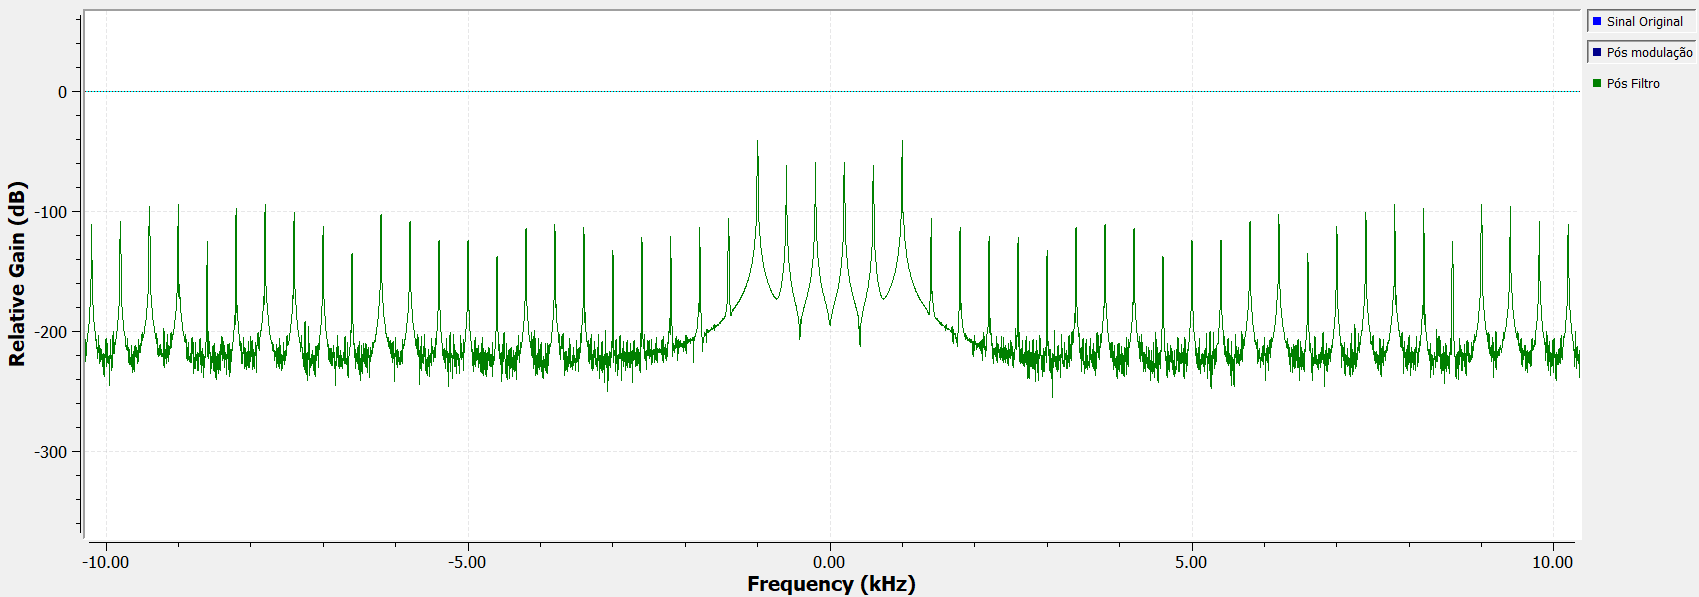 Relative Gain (dB)
0
-100
-200
-300
-10.00
-5.00
0.00
5.00
10.00
Frequency (kHz)
Sinal Original
Pós modulação
Pós Filtro